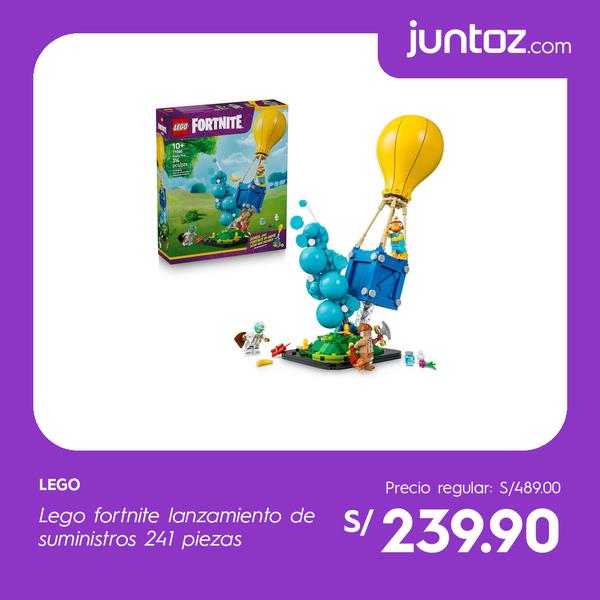 juntoz.com
LEGO FORTNITE
10+
LEGO
Lego fortnite lanzamiento de
suministros 241 piezas
Precio regular: S/489.00
S/239.90